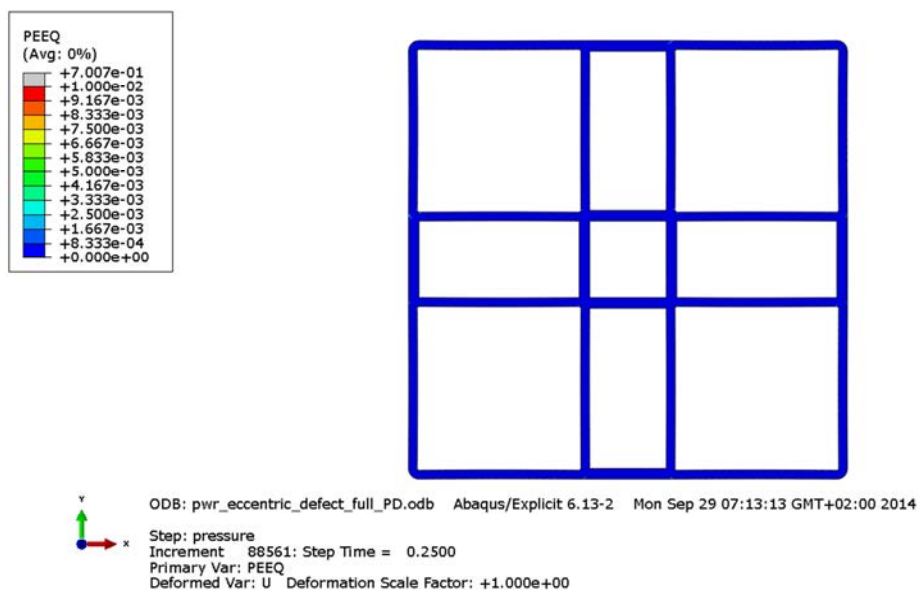 PEEQ
(Avg: 0%)
+7.007e-01
+1.000e-02
+9.167e-03
+8.333e-03
+7.500e-03
+6.667e-03
+5.833e-03
+5.000e-03
+4.167e-03
+3.333e-03
+2.500e-03
+1.667e-03
+8.333e-04
+0.000e+00
Y
X
ODB: pwr_eccentric_defect_full_PD.odb    Abaqus/Explicit 6.13-2    Mon Sep 29 07:13:13 GMT+02:00 2014
Step: pressure
Increment    88561: Step Time =    0.2500
Primary Var: PEEQ
Deformed Var: U   Deformation Scale Factor: +1.000e+00